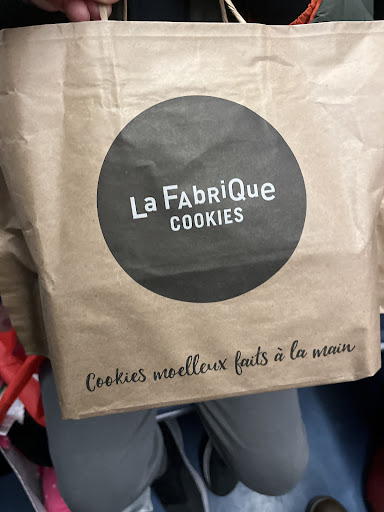 La FABRiQue
COOKIES
Cookies moelleux faits à la main